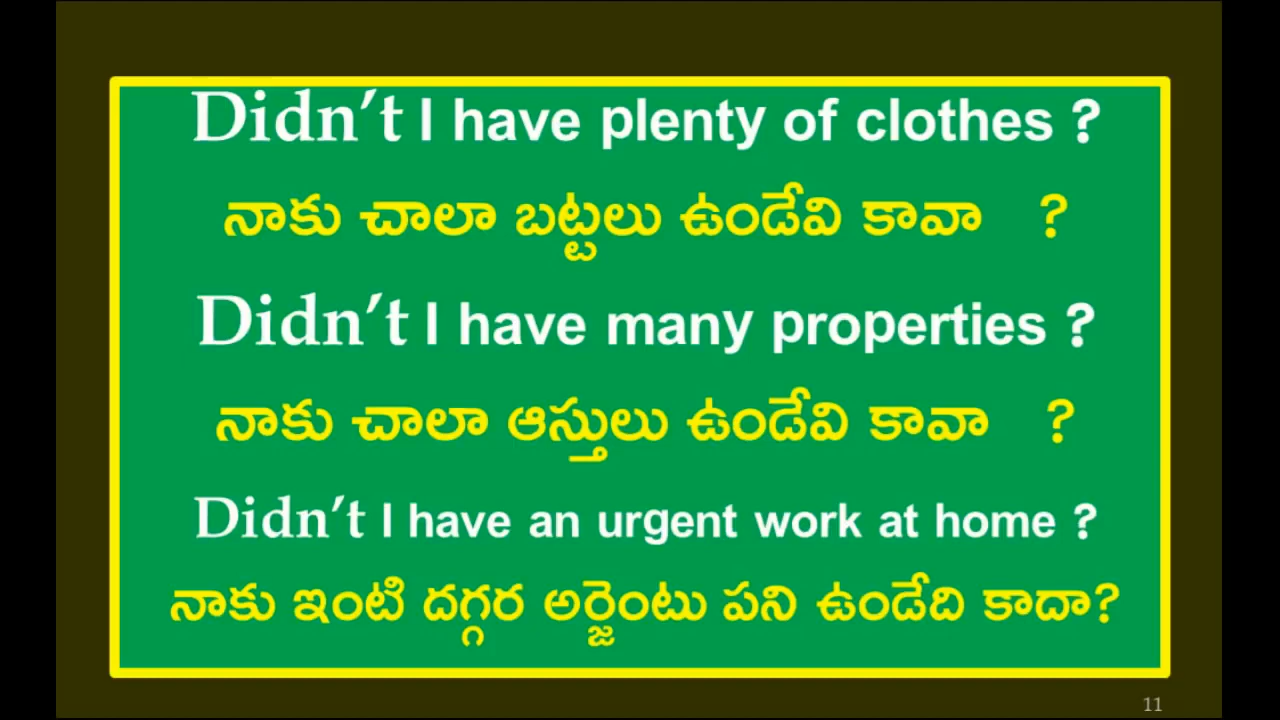 Didn’t I have plenty of clothes ?
నాకు చాలా బట్టలు ఉండేవి కావా ?
Didn’t I have many properties ?
నాకు చాలా ఆస్తులు ఉండేవి కావా ?
Didn’t I have an urgent work at home ?
నాకు ఇంటి దగ్గర అర్జెంటు పని ఉండేది కాదా?
11